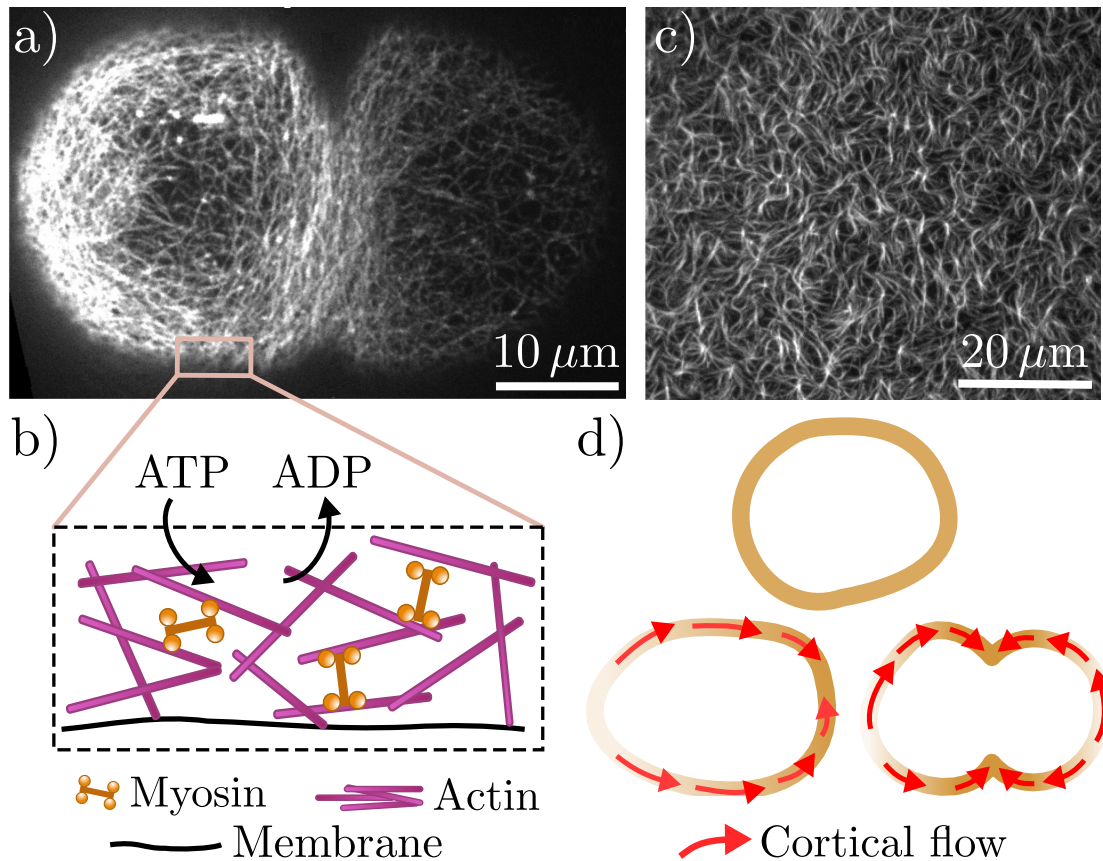 a)
10 μm
c)
20 μm
b)
ATP ADP
Myosin
Actin
Membrane
d)
Cortical flow